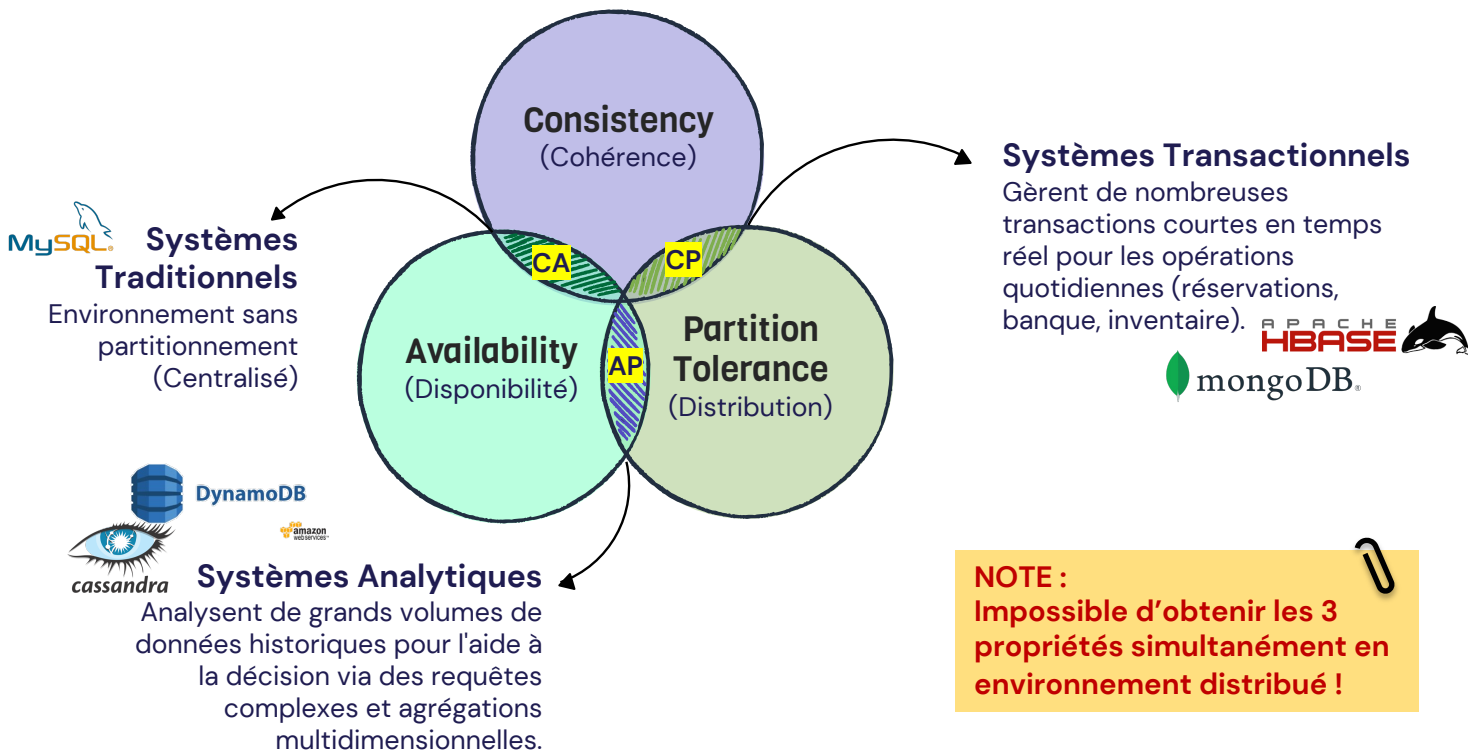 Consistency
(Cohérence)
CA
CP
Availability
(Disponibilité)
AP
Partition
Tolerance
(Distribution)
MySQL®
Systèmes
Traditionnels
Environnement sans
partitionnement
(Centralisé)
Systèmes Transactionnels
Gèrent de nombreuses
transactions courtes en temps
réel pour les opérations
quotidiennes (réservations,
banque, inventaire).
APACHE
HBASE
mongoDB®
DynamoDB
amazon
webservices™
cassandra
Systèmes Analytiques
Analysent de grands volumes de
données historiques pour l'aide à
la décision via des requêtes
complexes et agrégations
multidimensionnelles.
NOTE :
Impossible d’obtenir les 3
propriétés simultanément en
environnement distribué !